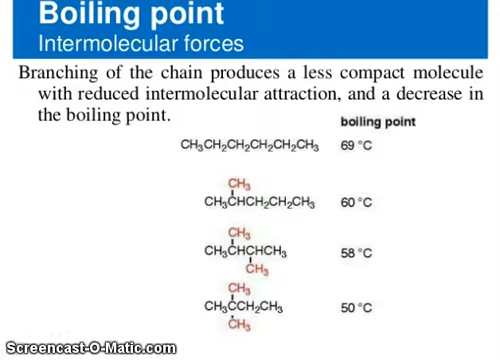 Boiling point
Intermolecular forces
Branching of the chain produces a less compact molecule
with reduced intermolecular attraction, and a decrease in
the boiling point.
boiling point
CH₃CH₂CH₂CH₂CH₂CH₃ 69 °C
CH₃
CH₃CHCH₂CH₂CH₃ 60 °C
CH₃
CH₃CHCHCH₃ 58 °C
CH₃
CH₃
CH₃CCH₂CH₃ 50 °C
CH₃
Screencast-O-Matic.com